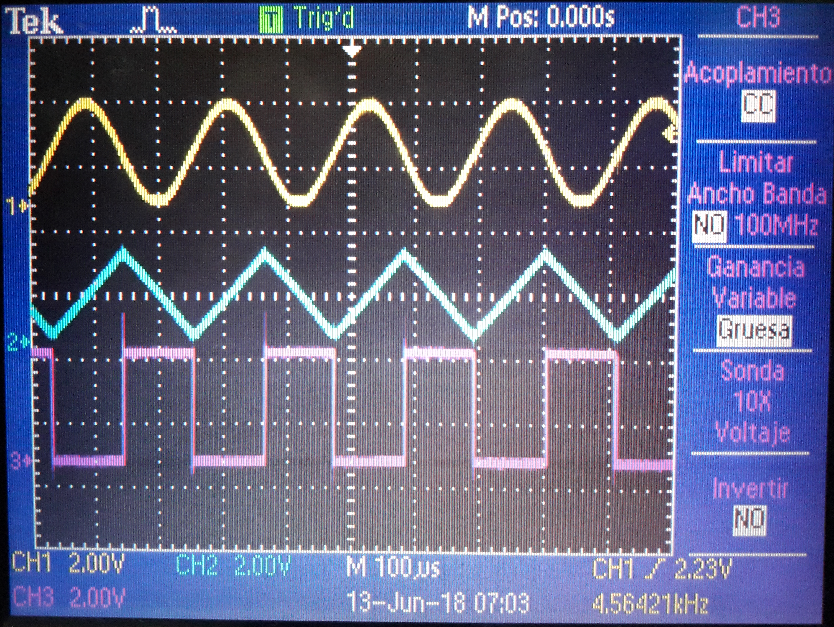 Tek Trig'd M Pos: 0.000s CH3
Acoplamiento
CC
Limitar
Ancho Banda
NO 100MHz
Ganancia
Variable
Gruesa
Sonda
10X
Voltaje
Invertir
NO
1
2
3
CH1 2.00V CH2 2.00V M 100µs CH1 2.23V
CH3 2.00V 13-Jun-18 07:03 4.56421kHz